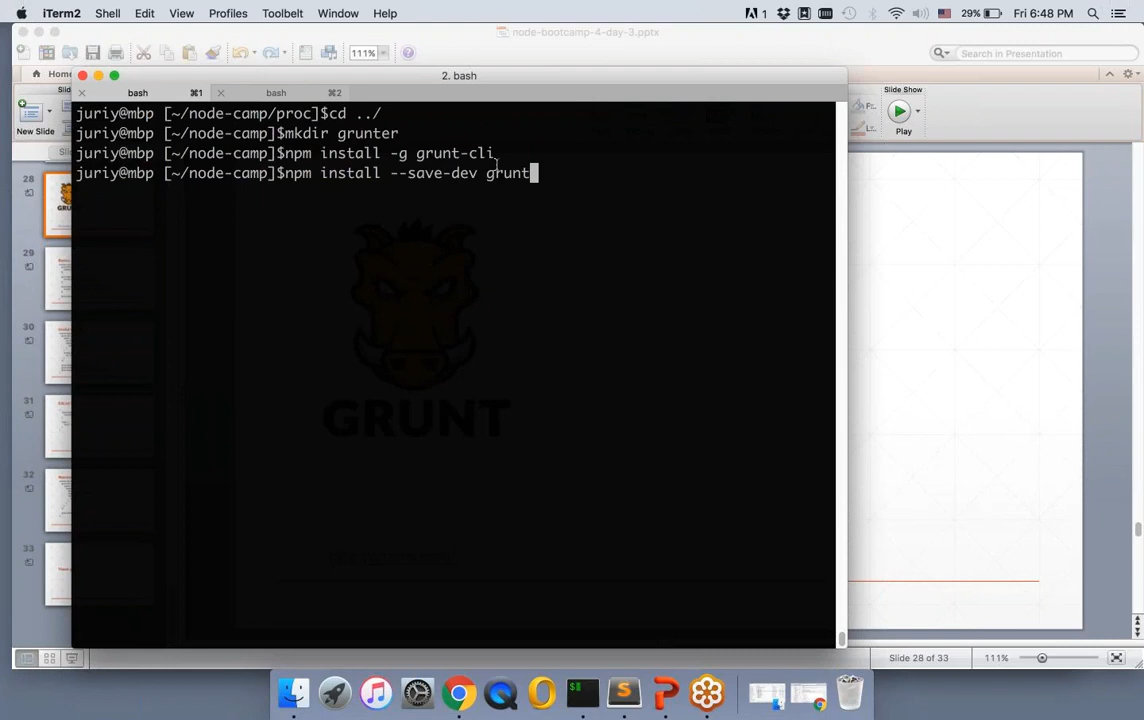 iTerm2 Shell Edit View Profiles Toolbelt Window Help 1 29% Fri 6:48 PM
node-bootcamp-4-day-3.pptx
111% Search in Presentation
Home
2. bash
bash ⌘1 bash ⌘2
New Slide
Slide Show
Play
juriy@mbp [~/node-camp/proc]$cd ../
juriy@mbp [~/node-camp]$mkdir grunter
juriy@mbp [~/node-camp]$npm install -g grunt-cli
juriy@mbp [~/node-camp]$npm install --save-dev grunt
28
29
30
31
32
33
GRUNT
Slide 28 of 33 111%